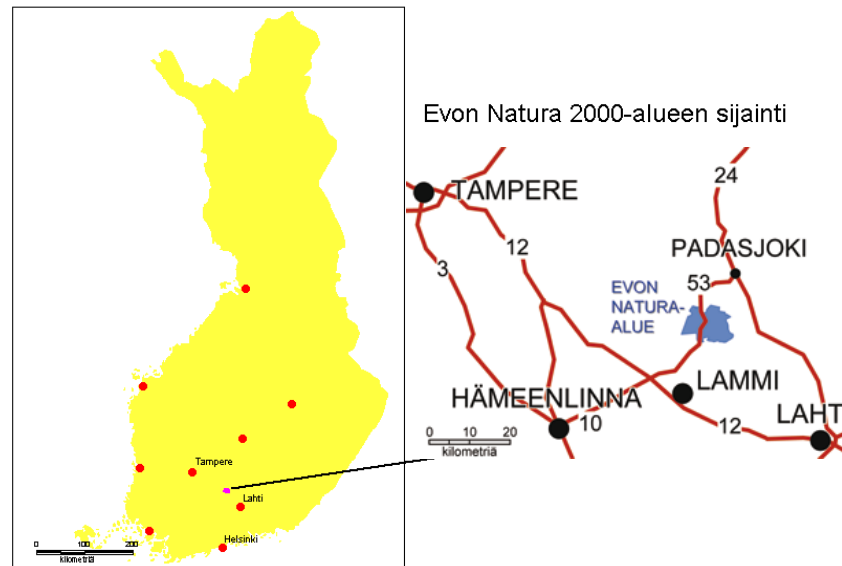 Evon Natura 2000-alueen sijainti
24
TAMPERE
12
PADASJOKI
3
53
EVON
NATURA-
ALUE
LAMMI
HÄMEENLINNA
LAHT
10
12
0 10 20
kilometriä
Tampere
Lahti
Helsinki
0 100 200
kilometriä